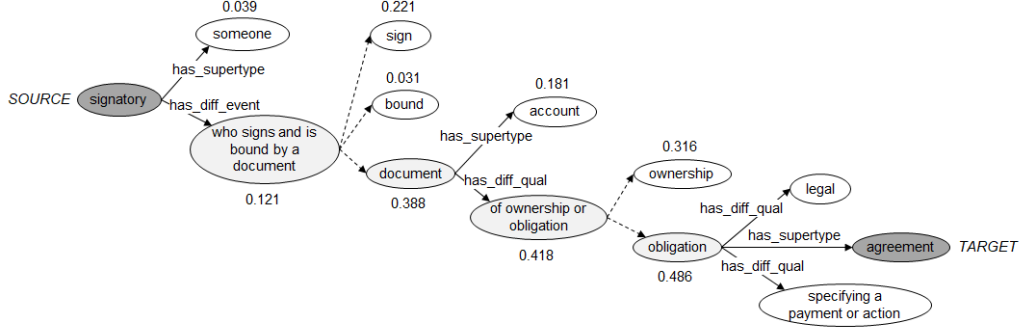 0.039
someone
0.221
sign
has_supertype
SOURCE
signatory
has_diff_event
who signs and is
bound by a
document
0.121
0.031
bound
document
0.388
has_supertype
0.181
account
has_diff_qual
of ownership or
obligation
0.418
0.316
ownership
obligation
0.486
has_diff_qual
legal
has_supertype
agreement
TARGET
has_diff_qual
specifying a
payment or action